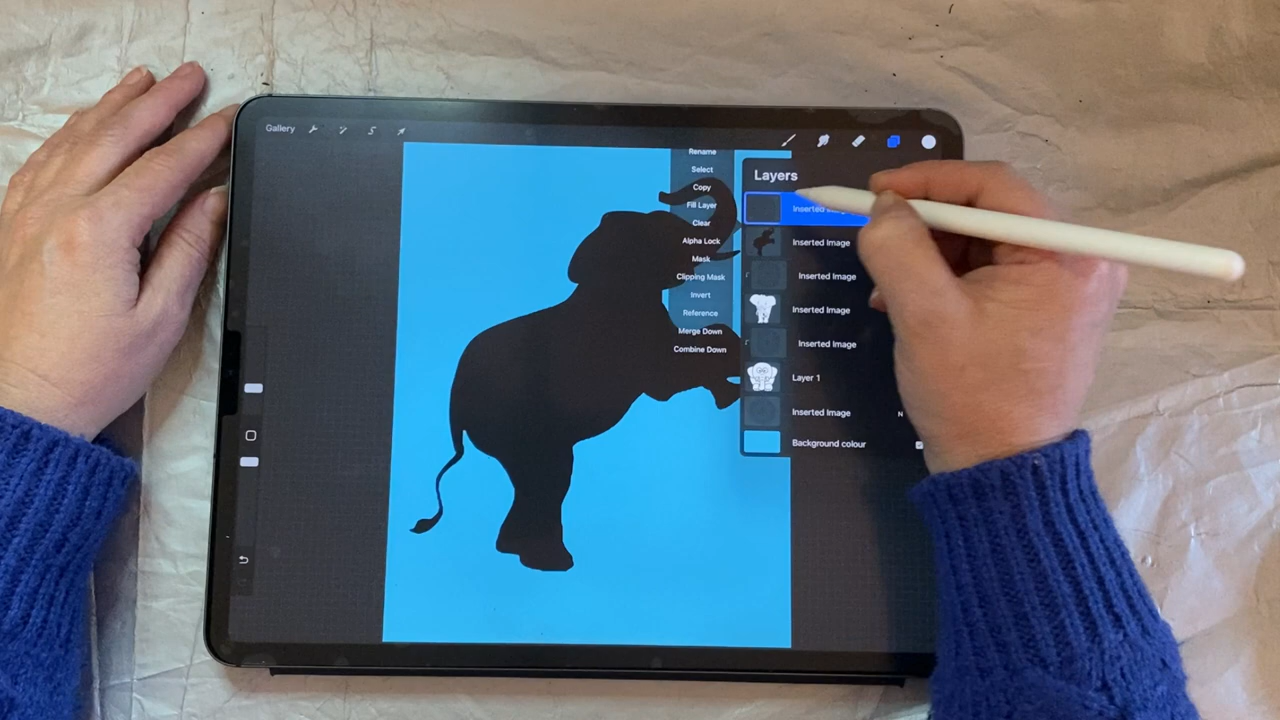 Gallery
Rename
Select
Copy
Fill Layer
Clear
Alpha Lock
Mask
Clipping Mask
Invert
Reference
Merge Down
Combine Down
Layers
Inserted
Inserted Image
Inserted Image
Inserted Image
Inserted Image
Layer 1
Inserted Image N
Background colour